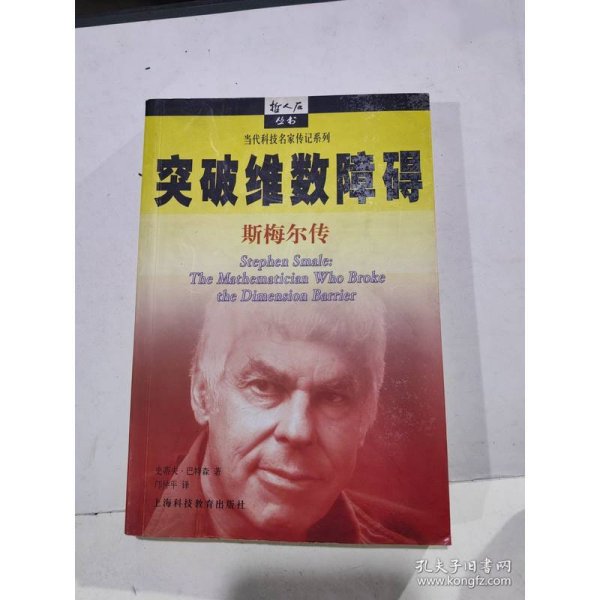 哲人石
丛书
当代科技名家传记系列
突破维数障碍
斯梅尔传
Stephen Smale:
The Mathematician Who Broke
the Dimension Barrier
史蒂夫·巴特森 著
邝仲平 译
上海科技教育出版社
孔夫子旧书网
www.kongfz.com